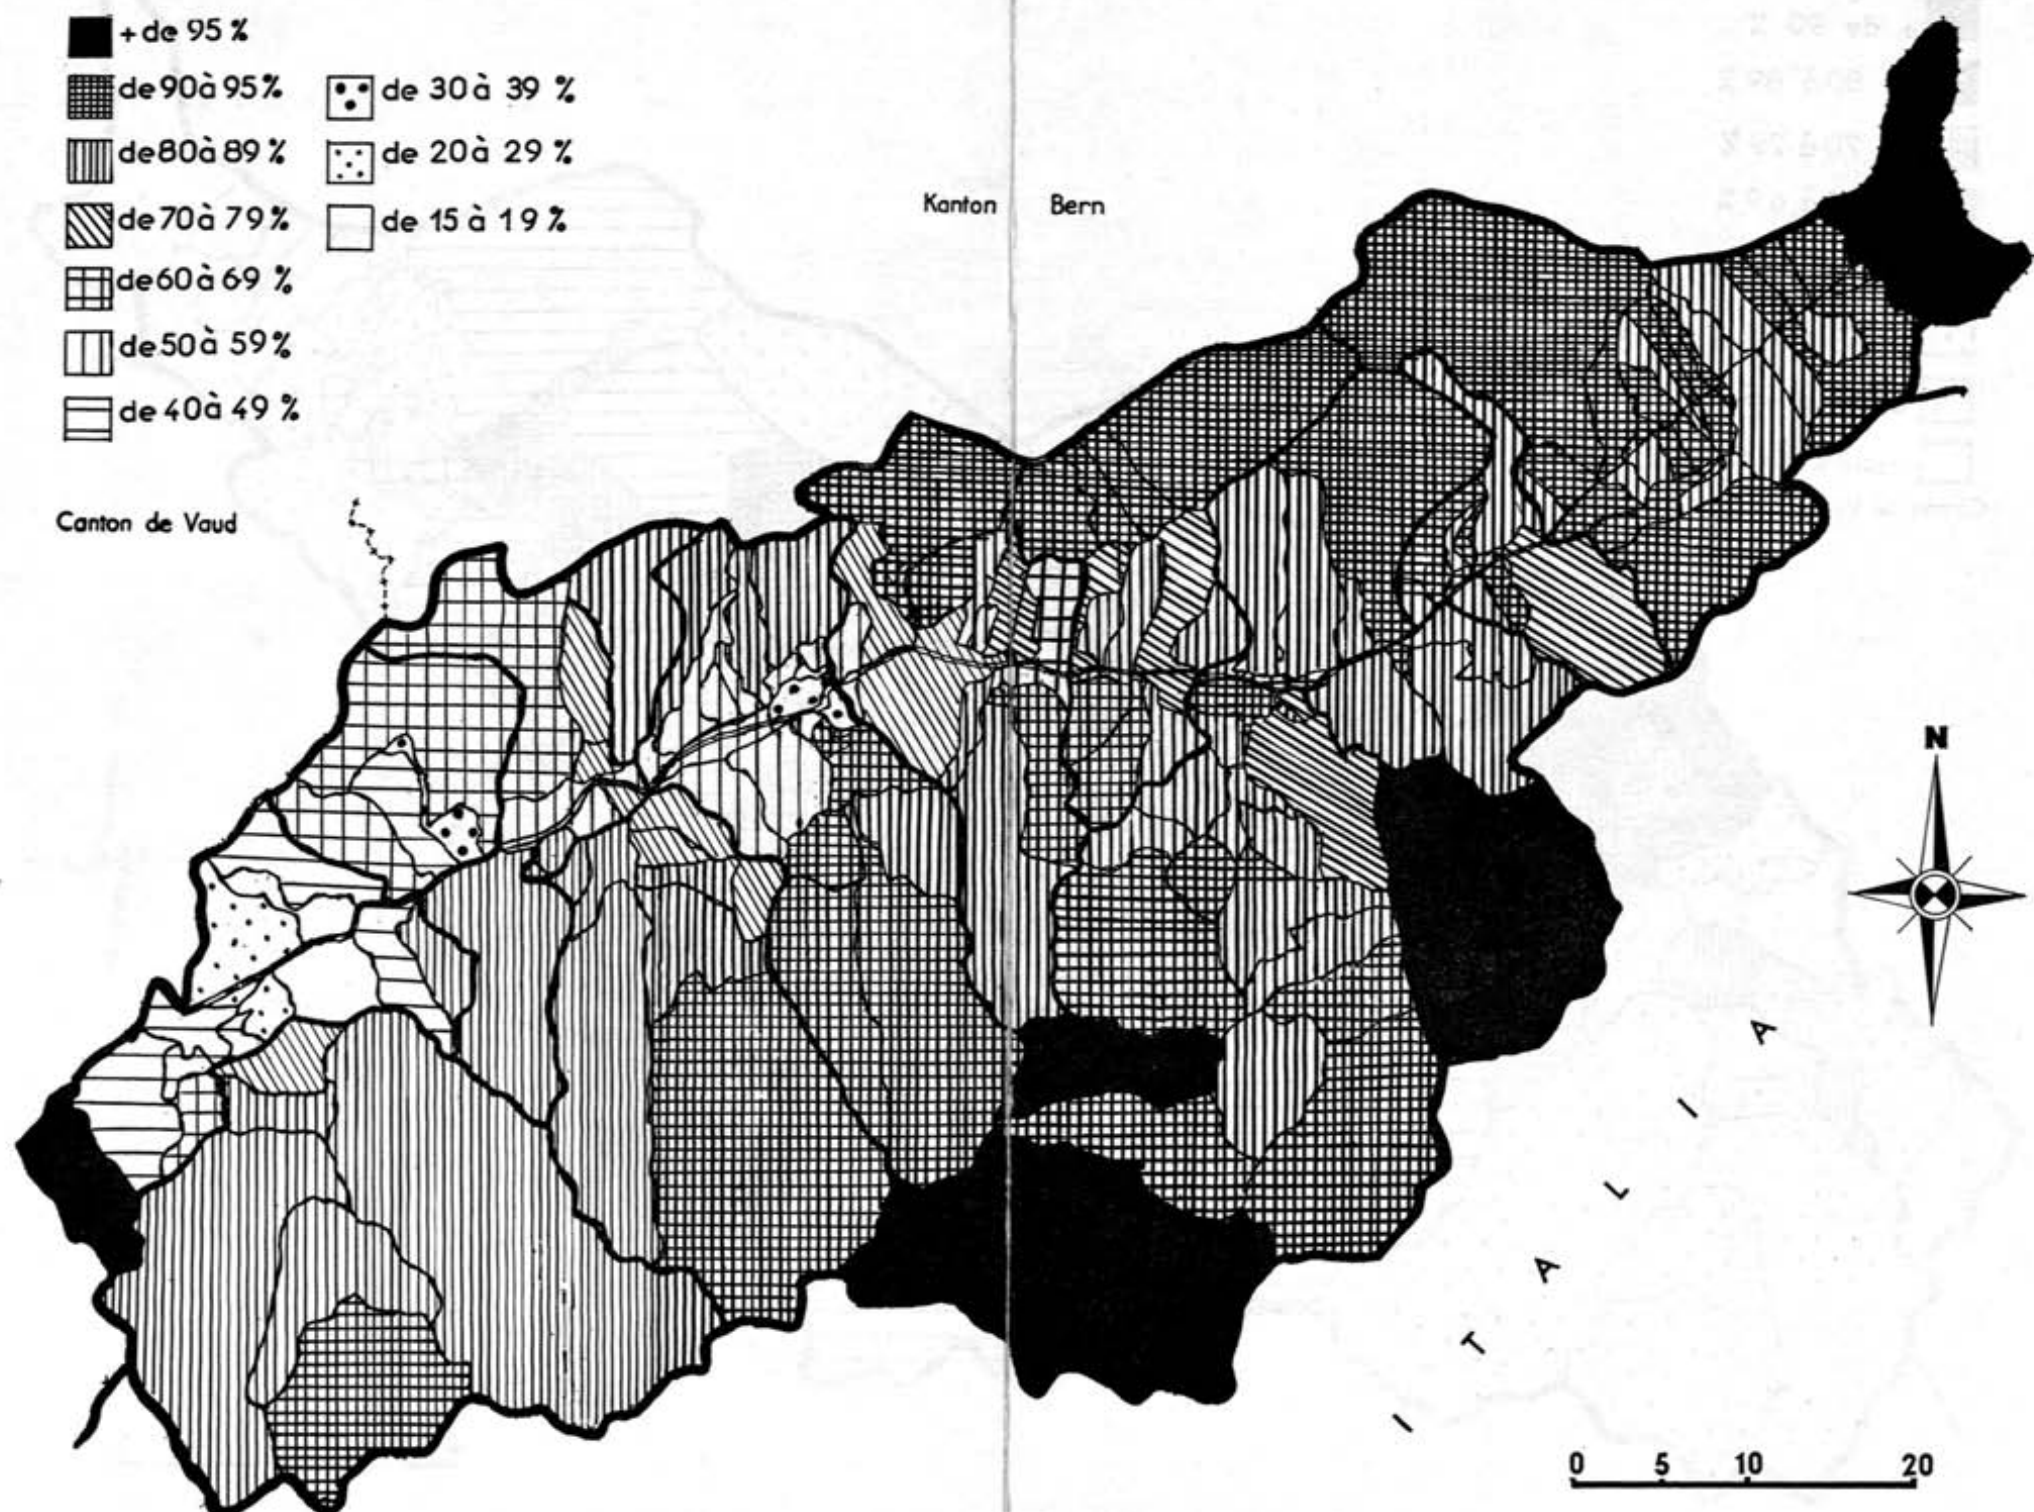 + de 95 %
de 90 à 95 %
de 80 à 89 %
de 70 à 79 %
de 60 à 69 %
de 50 à 59 %
de 40 à 49 %
de 30 à 39 %
de 20 à 29 %
de 15 à 19 %
Kanton Bern
Canton de Vaud
N
I T A L I A
0 5 10 20